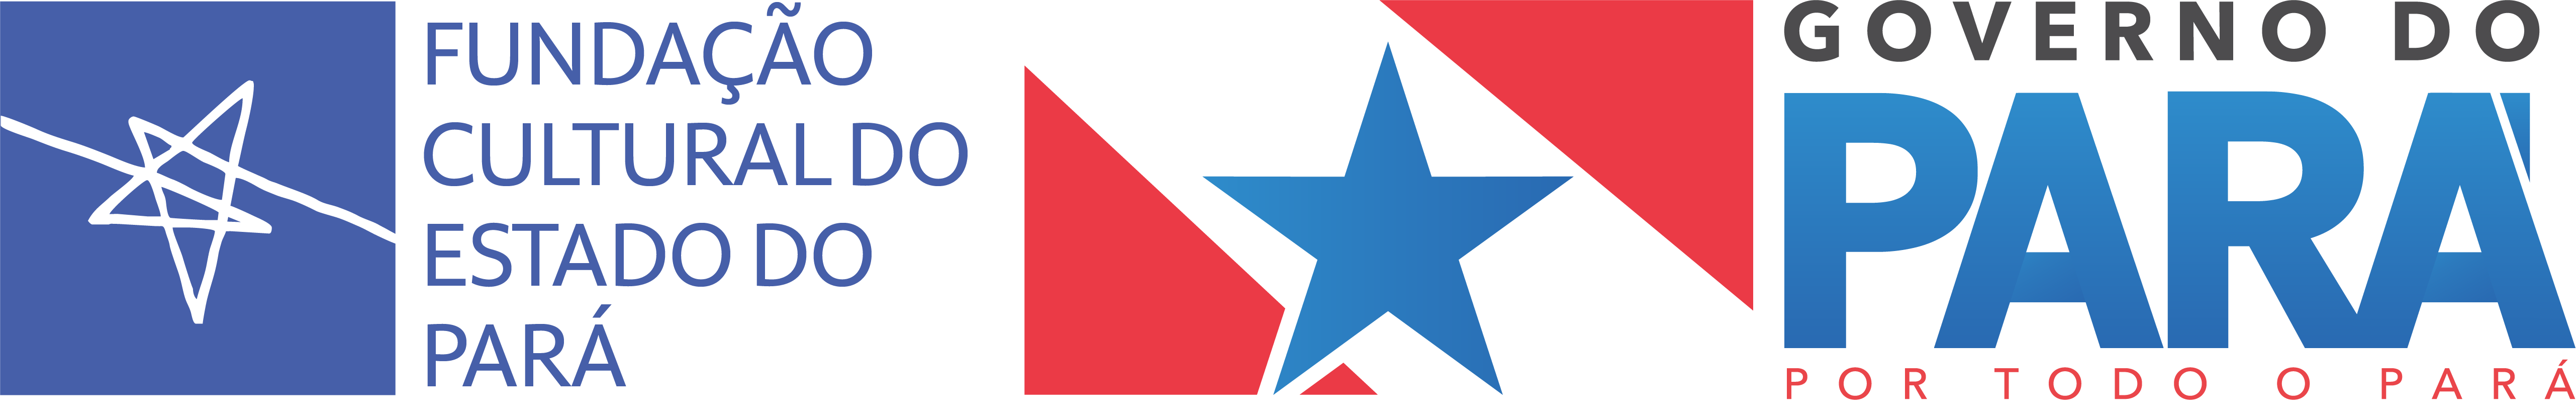 FUNDAÇÃO
CULTURAL DO
ESTADO DO
PARÁ
GOVERNO DO
PARÁ
POR TODO O PARÁ